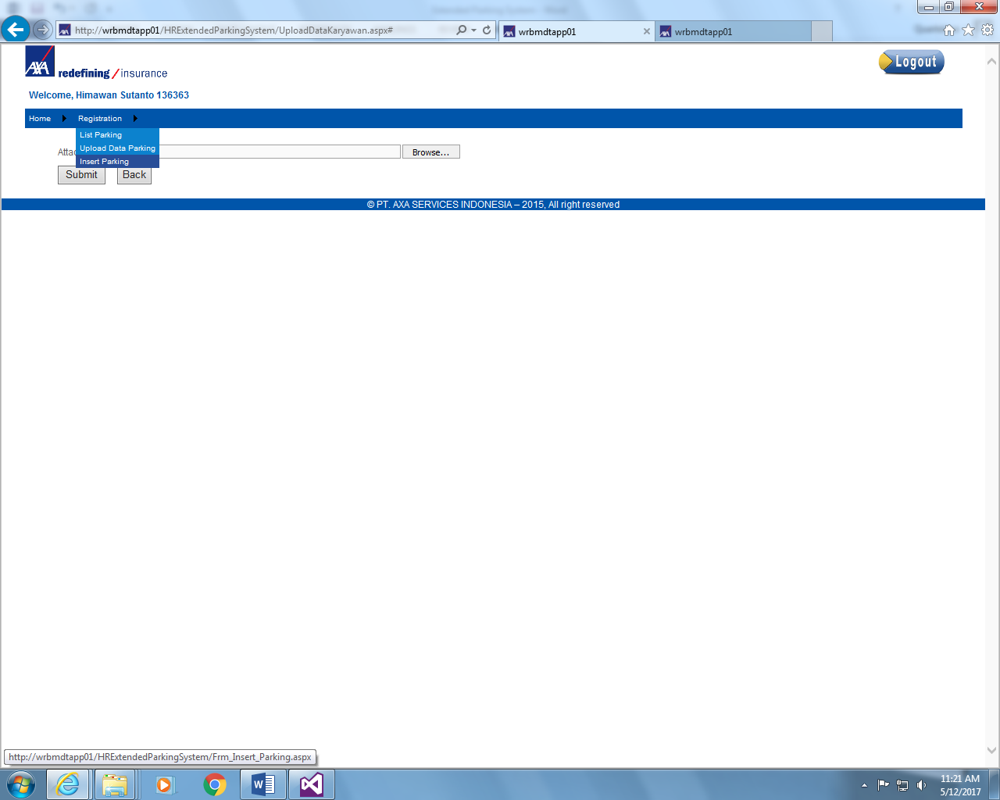 http://wrbmdtapp01/HRExtendedParkingSystem/UploadDataKaryawan.aspx#
wrbmdtapp01
wrbmdtapp01
AXA
redefining / insurance
Logout
Welcome, Himawan Sutanto 136363
Home
Registration
List Parking
Upload Data Parking
Insert Parking
Browse...
Submit
Back
© PT. AXA SERVICES INDONESIA – 2015, All right reserved
http://wrbmdtapp01/HRExtendedParkingSystem/Frm_Insert_Parking.aspx
11:21 AM
5/12/2017